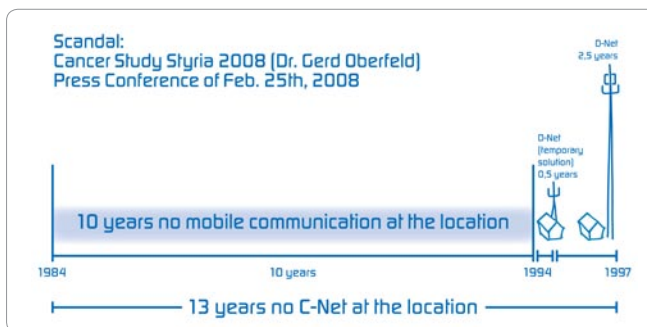 Scandal:
Cancer Study Styria 2008 (Dr. Gerd Oberfeld)
Press Conference of Feb. 25th, 2008
D-Net
2,5 years
D-Net
(temporary
solution)
0,5 years
10 years no mobile communication at the location
1984
10 years
1994
1997
13 years no C-Net at the location